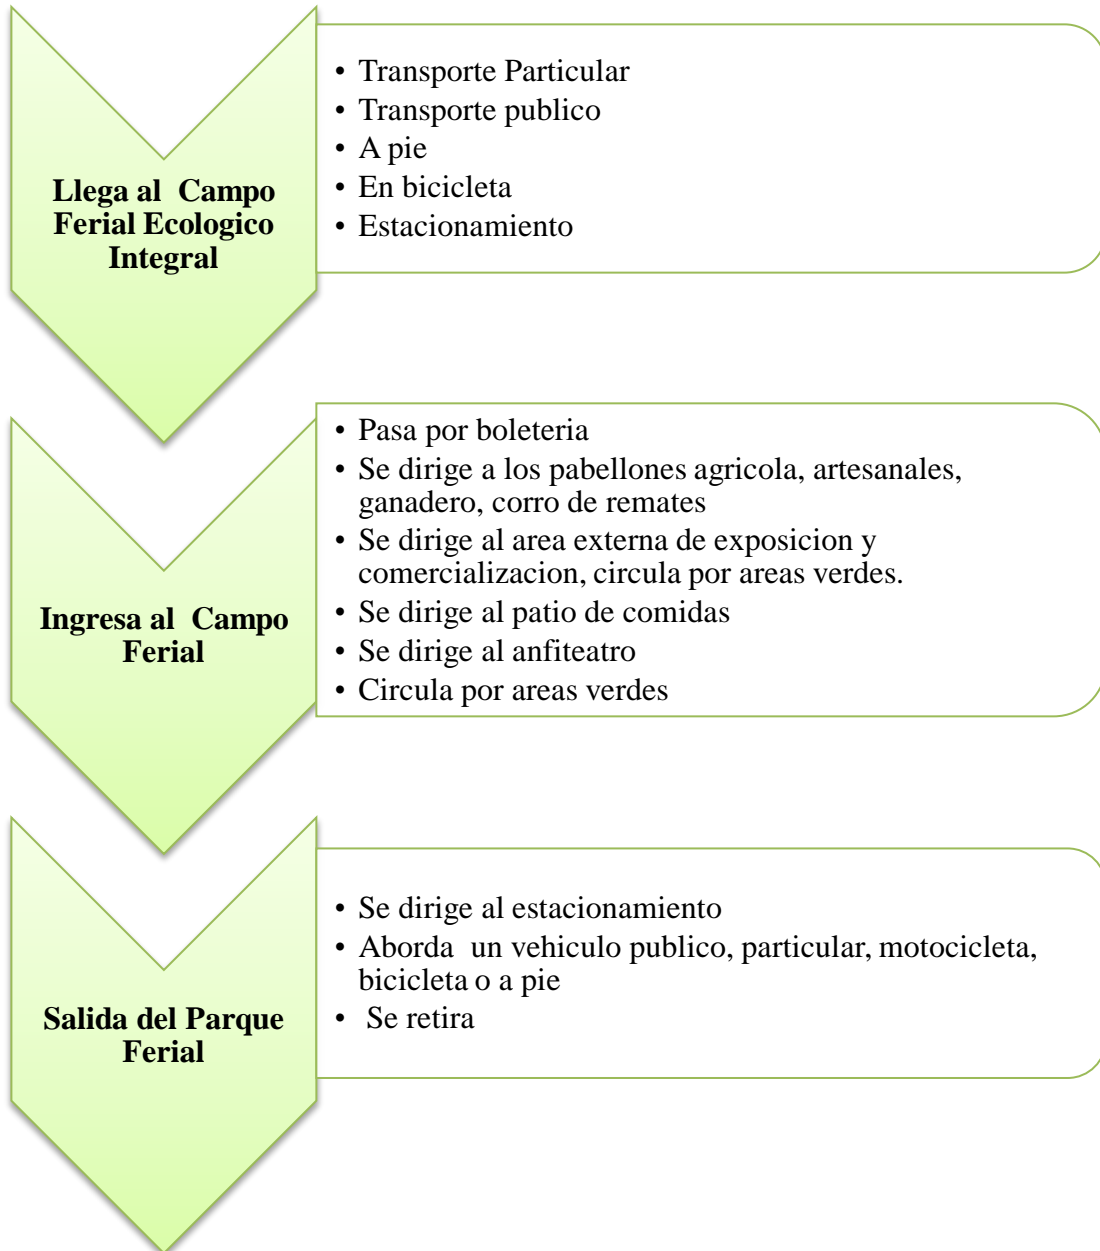 Llega al  Campo
Ferial Ecologico
Integral
• Transporte Particular
• Transporte publico
• A pie
• En bicicleta
• Estacionamiento
Ingresa al  Campo
Ferial
• Pasa por boleteria
• Se dirige a los pabellones agricola, artesanales,
ganadero, corro de remates
• Se dirige al area externa de exposicion y
comercializacion, circula por areas verdes.
• Se dirige al patio de comidas
• Se dirige al anfiteatro
• Circula por areas verdes
Salida del Parque
Ferial
• Se dirige al estacionamiento
• Aborda  un vehiculo publico, particular, motocicleta,
bicicleta o a pie
•  Se retira